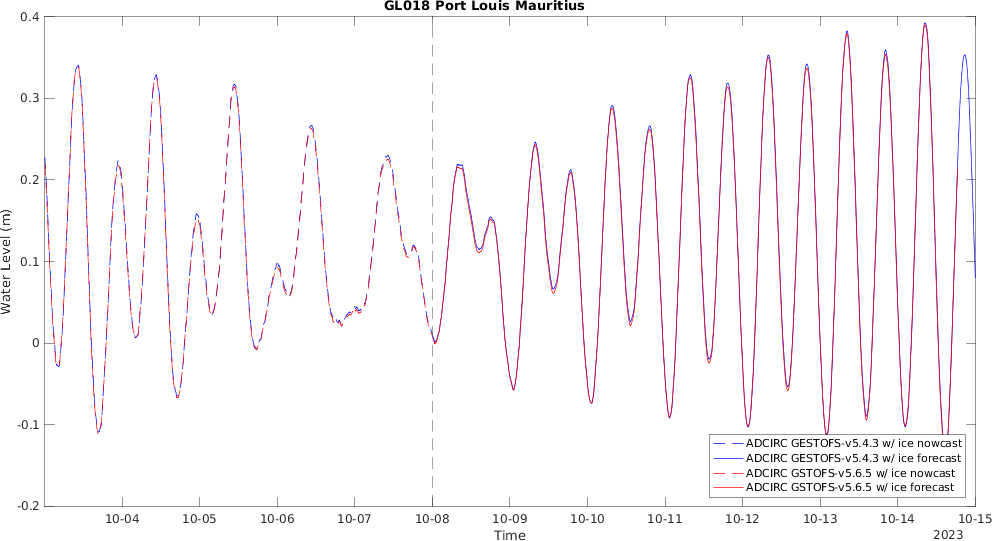 GL018 Port Louis Mauritius
0.4
0.3
0.2
0.1
0
-0.1
-0.2
Water Level (m)
ADCIRC GESTOFS-v5.4.3 w/ ice nowcast
ADCIRC GESTOFS-v5.4.3 w/ ice forecast
ADCIRC GSTOFS-v5.6.5 w/ ice nowcast
ADCIRC GSTOFS-v5.6.5 w/ ice forecast
10-04 10-05 10-06 10-07 10-08 10-09 10-10 10-11 10-12 10-13 10-14 10-15
Time
2023